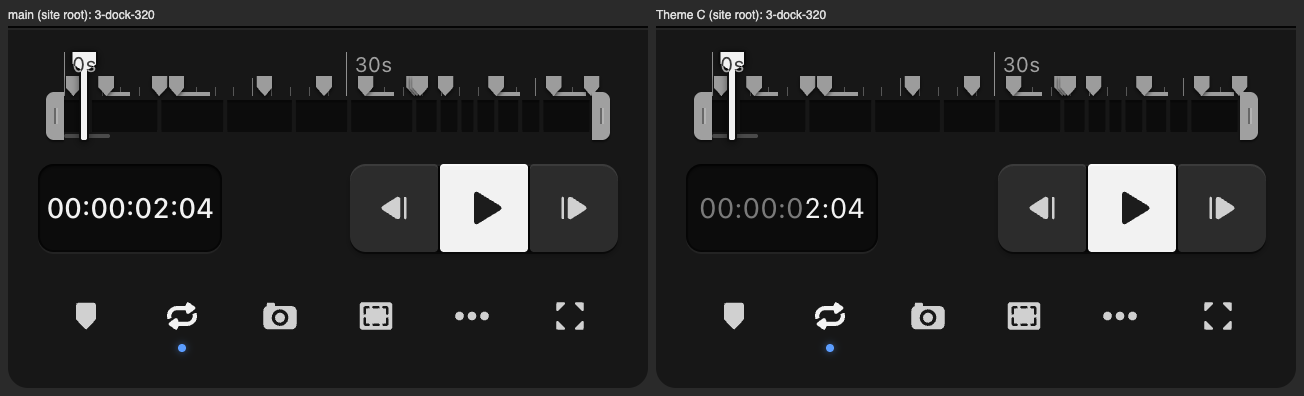 main (site root): 3-dock-320
0s
30s
00:00:02:04
Theme C (site root): 3-dock-320
0s
30s
00:00:02:04